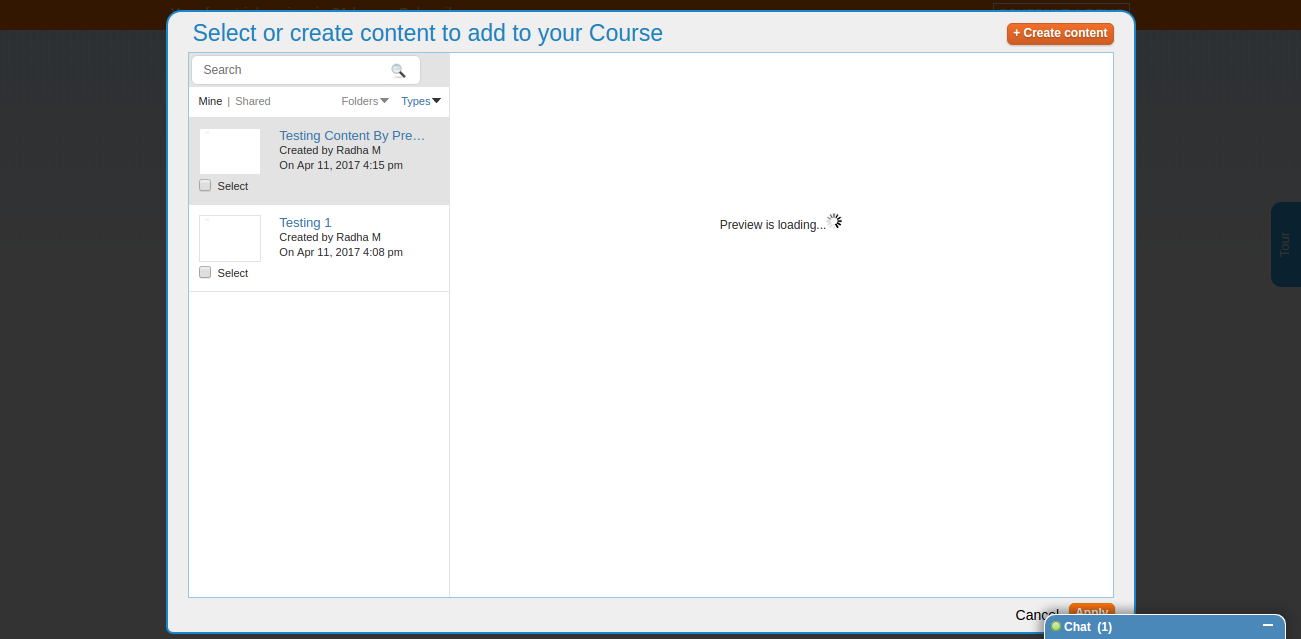 Select or create content to add to your Course
+ Create content
Search
Mine | Shared
Folders
Types
Testing Content By Pre…
Created by Radha M
On Apr 11, 2017 4:15 pm
Select
Testing 1
Created by Radha M
On Apr 11, 2017 4:08 pm
Select
Preview is loading...
Tour
Cancel
Apply
Chat (1)